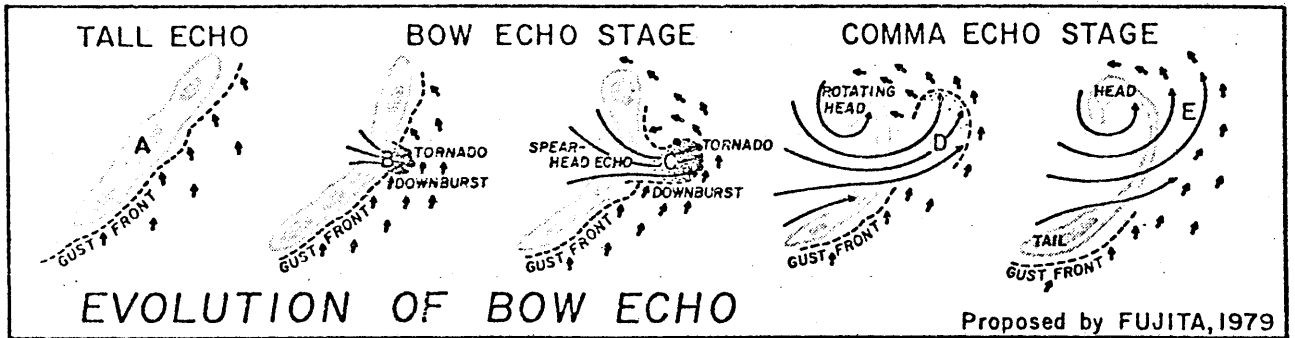 TALL ECHO
BOW ECHO STAGE
COMMA ECHO STAGE
A
GUST FRONT
B
TORNADO
DOWNBURST
GUST FRONT
SPEAR-
HEAD ECHO
C
TORNADO
DOWNBURST
GUST FRONT
ROTATING
HEAD
D
GUST FRONT
HEAD
E
TAIL
GUST FRONT
EVOLUTION OF BOW ECHO
Proposed by FUJITA, 1979